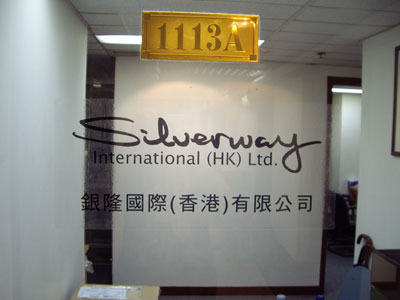 1113A
Silverway
International (HK) Ltd.
銀隆國際(香港)有限公司